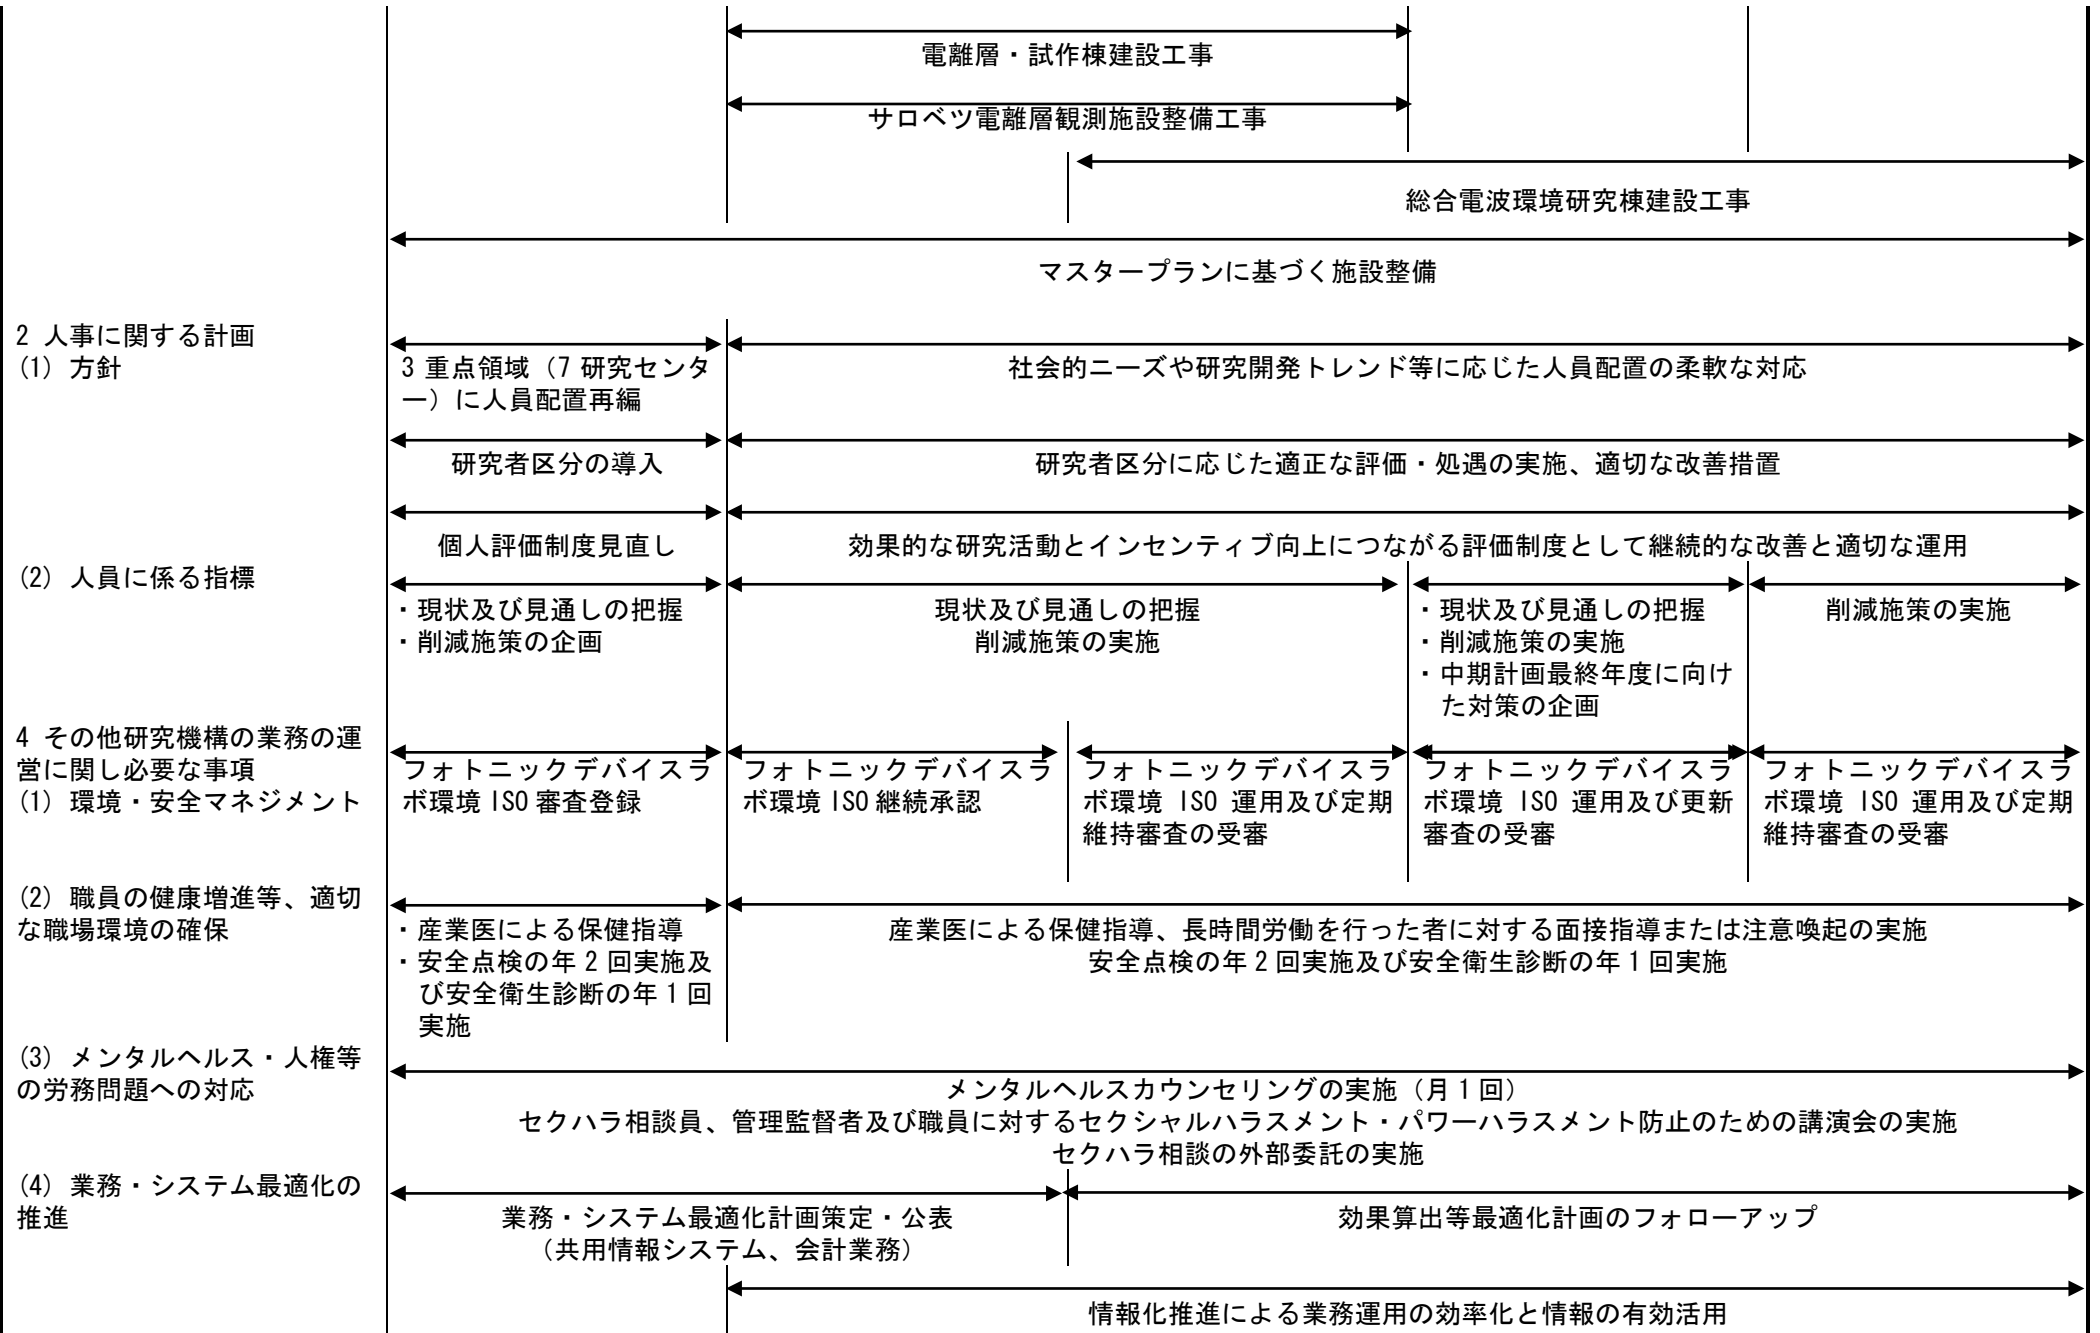 電離層・試作棟建設工事
サロベツ電離層観測施設整備工事
総合電波環境研究棟建設工事
マスタープランに基づく施設整備
2 人事に関する計画
(1) 方針
3 重点領域（7 研究センタ
ー）に人員配置再編
社会的ニーズや研究開発トレンド等に応じた人員配置の柔軟な対応
研究者区分の導入
研究者区分に応じた適正な評価・処遇の実施、適切な改善措置
個人評価制度見直し
効果的な研究活動とインセンティブ向上につながる評価制度として継続的な改善と適切な運用
(2) 人員に係る指標
・現状及び見通しの把握
・削減施策の企画
現状及び見通しの把握
削減施策の実施
・現状及び見通しの把握
・削減施策の実施
・中期計画最終年度に向け
た対策の企画
削減施策の実施
4 その他研究機構の業務の運
営に関し必要な事項
(1) 環境・安全マネジメント
フォトニックデバイスラ
ボ環境 ISO 審査登録
フォトニックデバイスラ
ボ環境 ISO 継続承認
フォトニックデバイスラ
ボ環境 ISO 運用及び定期
維持審査の受審
フォトニックデバイスラ
ボ環境 ISO 運用及び更新
審査の受審
フォトニックデバイスラ
ボ環境 ISO 運用及び定期
維持審査の受審
(2) 職員の健康増進等、適切
な職場環境の確保
・産業医による保健指導
・安全点検の年 2 回実施及
び安全衛生診断の年 1 回
実施
産業医による保健指導、長時間労働を行った者に対する面接指導または注意喚起の実施
安全点検の年 2 回実施及び安全衛生診断の年 1 回実施
(3) メンタルヘルス・人権等
の労務問題への対応
メンタルヘルスカウンセリングの実施（月 1 回）
セクハラ相談員、管理監督者及び職員に対するセクシャルハラスメント・パワーハラスメント防止のための講演会の実施
セクハラ相談の外部委託の実施
(4) 業務・システム最適化の
推進
業務・システム最適化計画策定・公表
（共用情報システム、会計業務）
効果算出等最適化計画のフォローアップ
情報化推進による業務運用の効率化と情報の有効活用